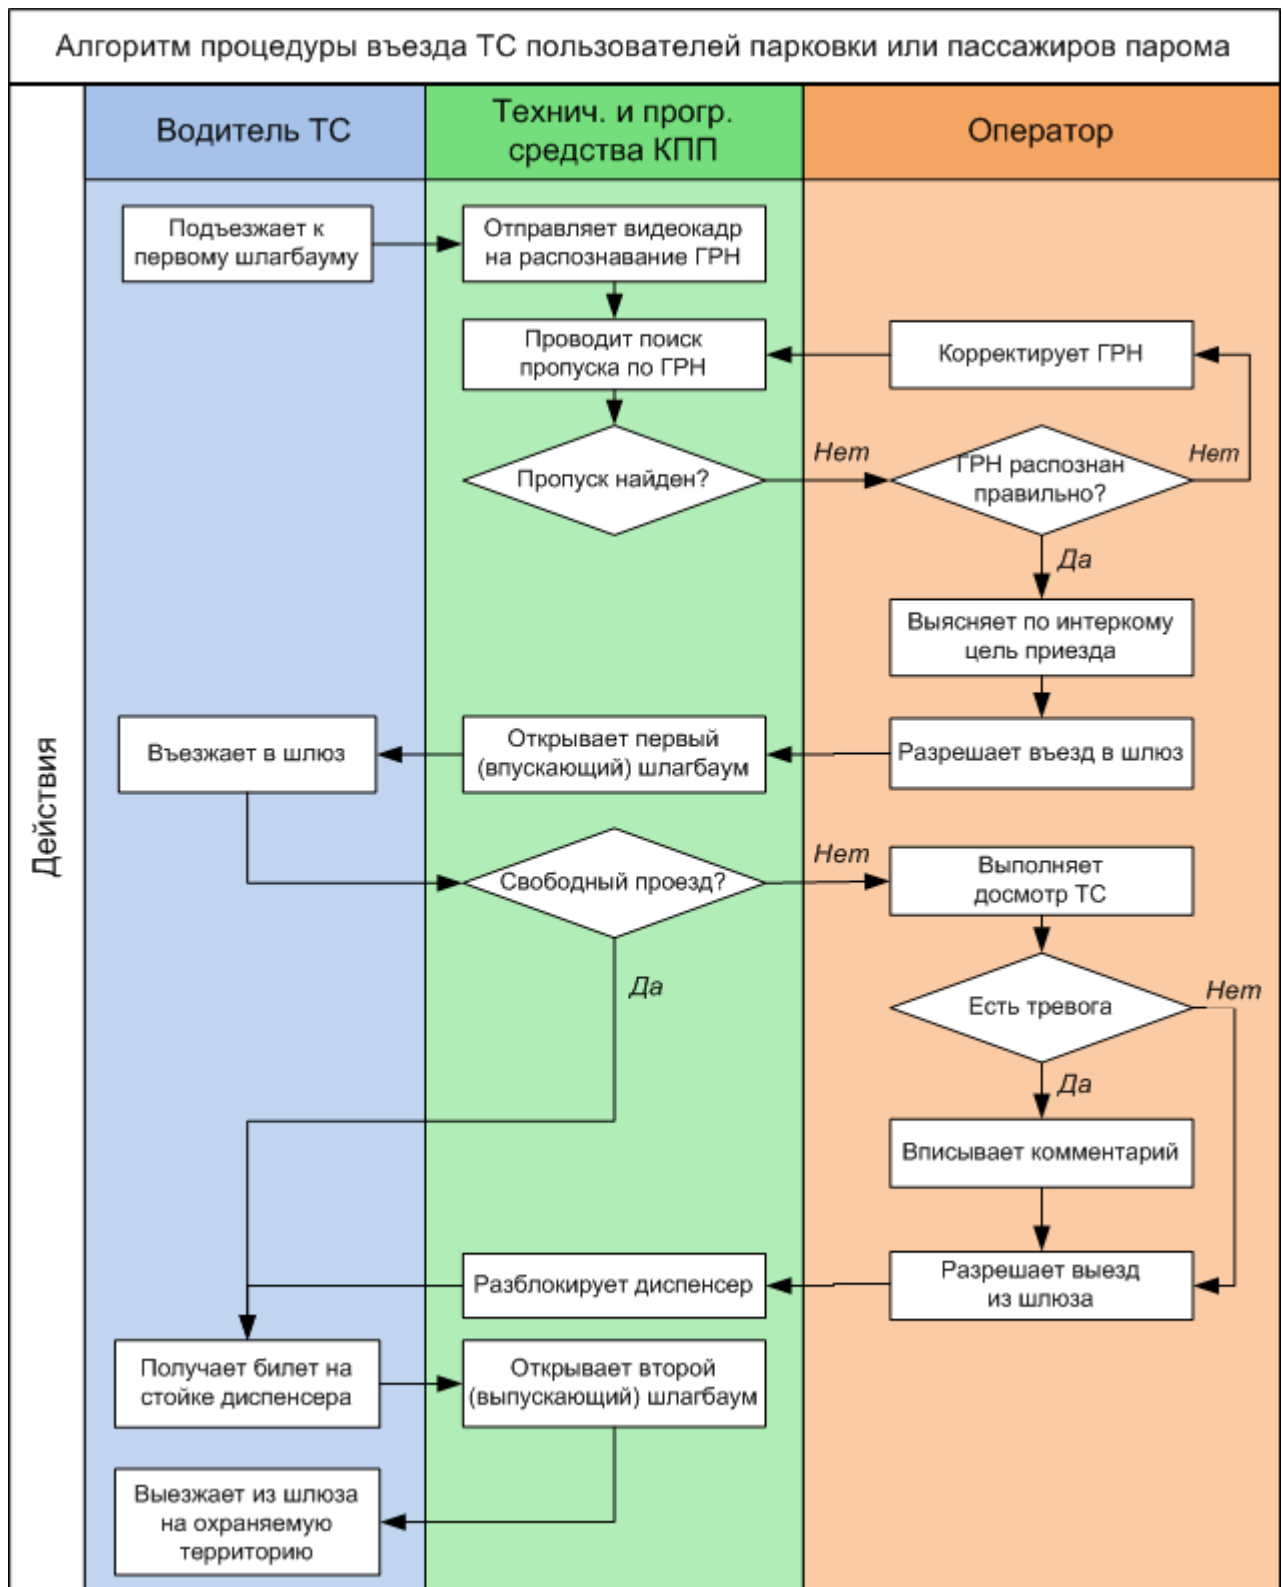 Алгоритм процедуры въезда ТС пользователей парковки или пассажиров парома
Действия
Водитель ТС
Технич. и прогр.
средства КПП
Оператор
Подъезжает к
первому шлагбауму
Отправляет видеокадр
на распознавание ГРН
Проводит поиск
пропуска по ГРН
Корректирует ГРН
Пропуск найден?
Нет
ГРН распознан
правильно?
Нет
Да
Выясняет по интеркому
цель приезда
Въезжает в шлюз
Открывает первый
(впускающий) шлагбаум
Разрешает въезд в шлюз
Свободный проезд?
Нет
Выполняет
досмотр ТС
Да
Есть тревога
Нет
Да
Вписывает комментарий
Разблокирует диспенсер
Разрешает выезд
из шлюза
Получает билет на
стойке диспенсера
Открывает второй
(выпускающий) шлагбаум
Выезжает из шлюза
на охраняемую
территорию